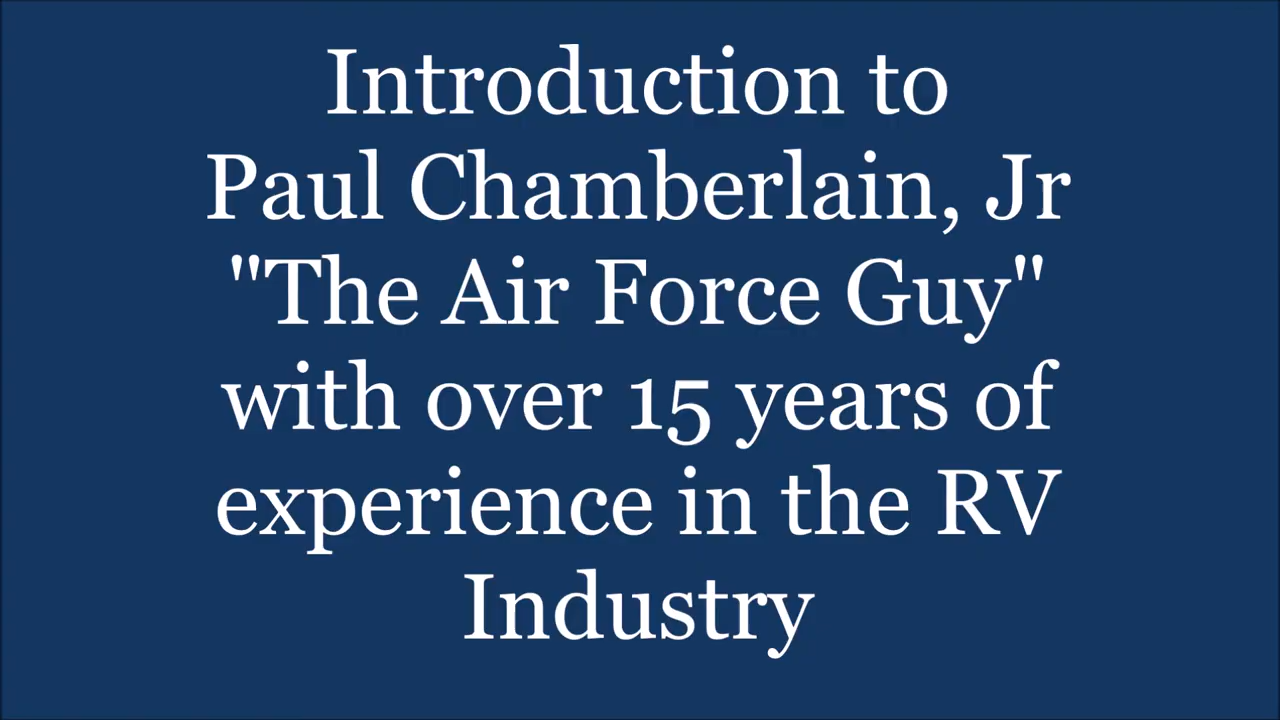 Introduction to
Paul Chamberlain, Jr
"The Air Force Guy"
with over 15 years of
experience in the RV
Industry